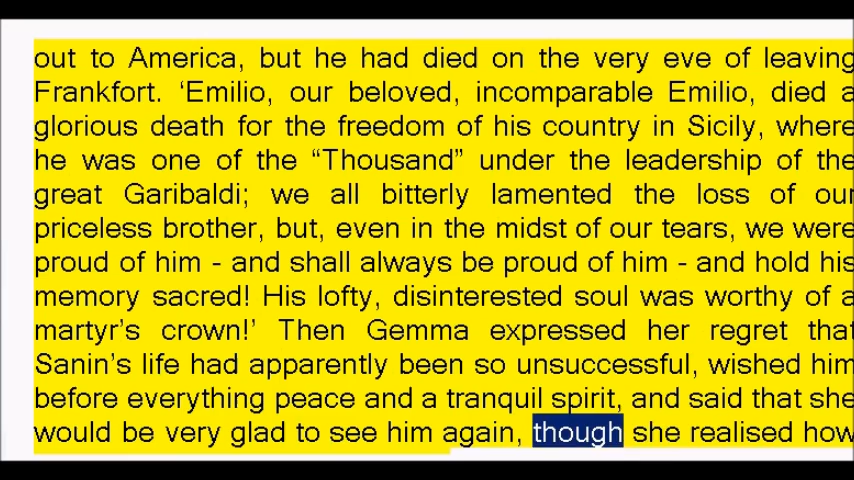 out to America, but he had died on the very eve of leaving
Frankfort. ‘Emilio, our beloved, incomparable Emilio, died a
glorious death for the freedom of his country in Sicily, where
he was one of the “Thousand” under the leadership of the
great Garibaldi; we all bitterly lamented the loss of our
priceless brother, but, even in the midst of our tears, we were
proud of him - and shall always be proud of him - and hold his
memory sacred! His lofty, disinterested soul was worthy of a
martyr’s crown!’ Then Gemma expressed her regret that
Sanin’s life had apparently been so unsuccessful, wished him
before everything peace and a tranquil spirit, and said that she
would be very glad to see him again, though she realised how